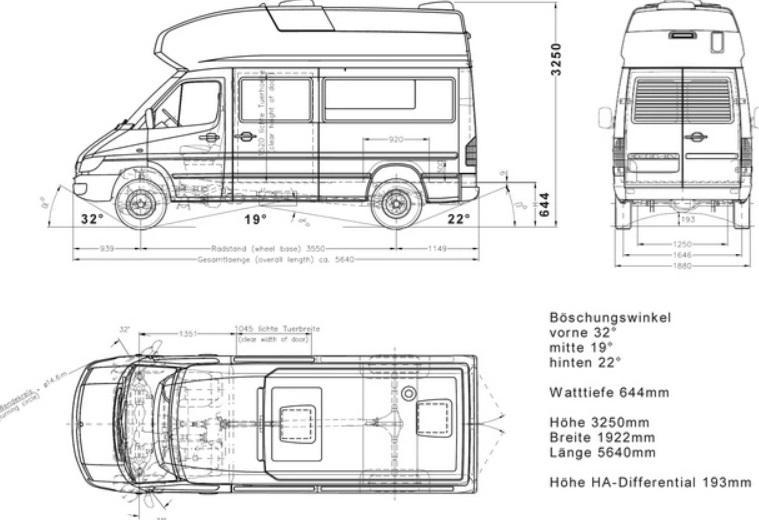 3250
1520 lichte Tuerhoehe
(clear height of door)
920
32°
19°
22°
644
193
939
Radstand (wheel base) 3550
1149
Gesamtlaenge (overall length) ca. 5640
1250
1646
1880
32°
1351
1045 lichte Tuerbreite
(clear width of door)
ø14.6m
turning circle)
Böschungswinkel
vorne 32°
mitte 19°
hinten 22°
Watttiefe 644mm
Höhe 3250mm
Breite 1922mm
Länge 5640mm
Höhe HA-Differential 193mm